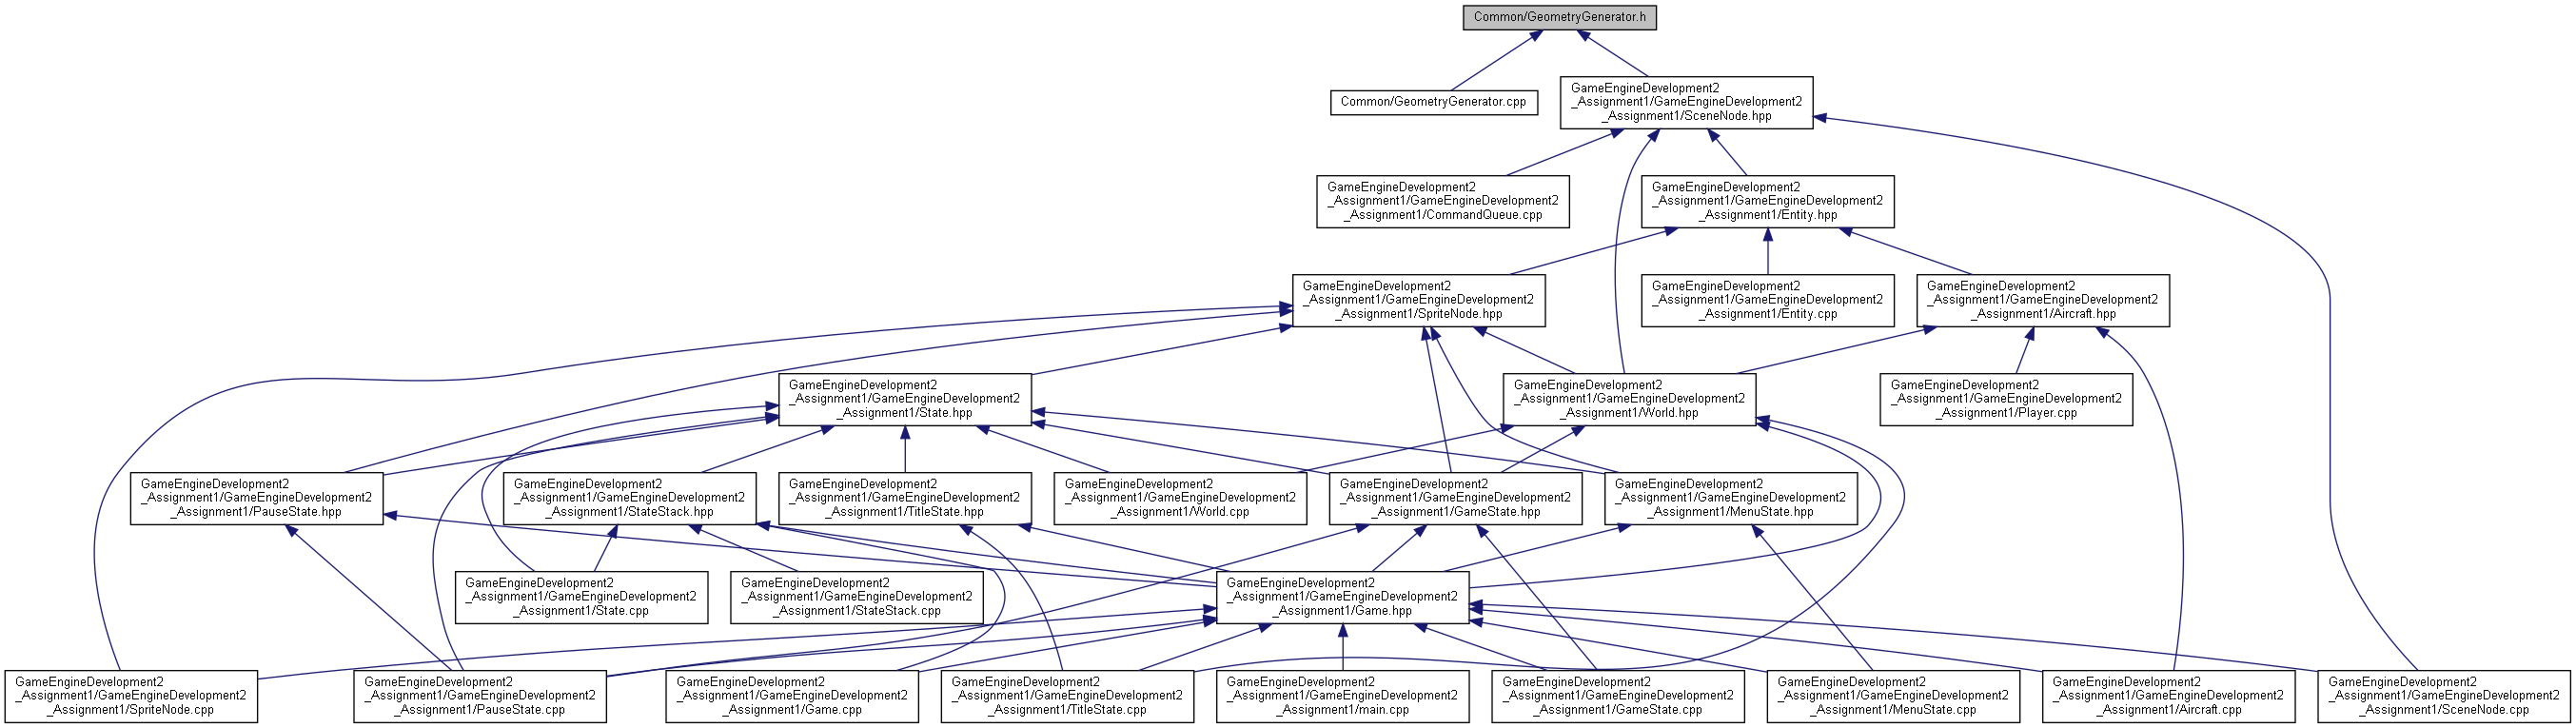 Common/GeometryGenerator.h
Common/GeometryGenerator.cpp
GameEngineDevelopment2
_Assignment1/GameEngineDevelopment2
_Assignment1/SceneNode.hpp
GameEngineDevelopment2
_Assignment1/GameEngineDevelopment2
_Assignment1/CommandQueue.cpp
GameEngineDevelopment2
_Assignment1/GameEngineDevelopment2
_Assignment1/Entity.hpp
GameEngineDevelopment2
_Assignment1/GameEngineDevelopment2
_Assignment1/SpriteNode.hpp
GameEngineDevelopment2
_Assignment1/GameEngineDevelopment2
_Assignment1/Entity.cpp
GameEngineDevelopment2
_Assignment1/GameEngineDevelopment2
_Assignment1/Aircraft.hpp
GameEngineDevelopment2
_Assignment1/GameEngineDevelopment2
_Assignment1/State.hpp
GameEngineDevelopment2
_Assignment1/GameEngineDevelopment2
_Assignment1/World.hpp
GameEngineDevelopment2
_Assignment1/GameEngineDevelopment2
_Assignment1/Player.cpp
GameEngineDevelopment2
_Assignment1/GameEngineDevelopment2
_Assignment1/PauseState.hpp
GameEngineDevelopment2
_Assignment1/GameEngineDevelopment2
_Assignment1/StateStack.hpp
GameEngineDevelopment2
_Assignment1/GameEngineDevelopment2
_Assignment1/TitleState.hpp
GameEngineDevelopment2
_Assignment1/GameEngineDevelopment2
_Assignment1/World.cpp
GameEngineDevelopment2
_Assignment1/GameEngineDevelopment2
_Assignment1/GameState.hpp
GameEngineDevelopment2
_Assignment1/GameEngineDevelopment2
_Assignment1/MenuState.hpp
GameEngineDevelopment2
_Assignment1/GameEngineDevelopment2
_Assignment1/State.cpp
GameEngineDevelopment2
_Assignment1/GameEngineDevelopment2
_Assignment1/StateStack.cpp
GameEngineDevelopment2
_Assignment1/GameEngineDevelopment2
_Assignment1/Game.hpp
GameEngineDevelopment2
_Assignment1/GameEngineDevelopment2
_Assignment1/SpriteNode.cpp
GameEngineDevelopment2
_Assignment1/GameEngineDevelopment2
_Assignment1/PauseState.cpp
GameEngineDevelopment2
_Assignment1/GameEngineDevelopment2
_Assignment1/Game.cpp
GameEngineDevelopment2
_Assignment1/GameEngineDevelopment2
_Assignment1/TitleState.cpp
GameEngineDevelopment2
_Assignment1/GameEngineDevelopment2
_Assignment1/main.cpp
GameEngineDevelopment2
_Assignment1/GameEngineDevelopment2
_Assignment1/GameState.cpp
GameEngineDevelopment2
_Assignment1/GameEngineDevelopment2
_Assignment1/MenuState.cpp
GameEngineDevelopment2
_Assignment1/GameEngineDevelopment2
_Assignment1/Aircraft.cpp
GameEngineDevelopment2
_Assignment1/GameEngineDevelopment2
_Assignment1/SceneNode.cpp